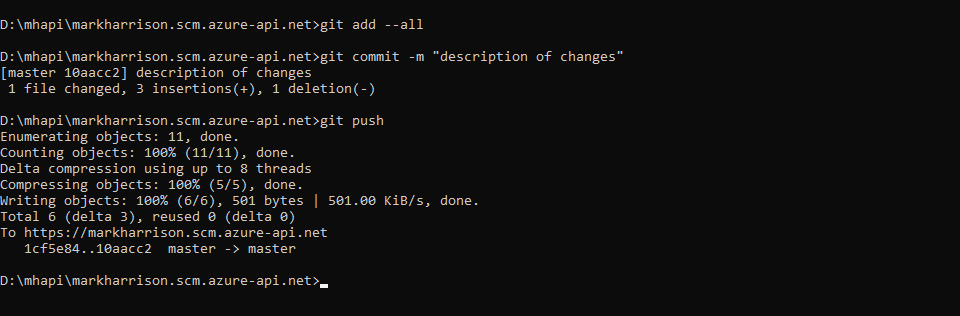 D:\mhapi\markharrison.scm.azure-api.net>git add --all
D:\mhapi\markharrison.scm.azure-api.net>git commit -m "description of changes"
[master 10aacc2] description of changes
 1 file changed, 3 insertions(+), 1 deletion(-)
D:\mhapi\markharrison.scm.azure-api.net>git push
Enumerating objects: 11, done.
Counting objects: 100% (11/11), done.
Delta compression using up to 8 threads
Compressing objects: 100% (5/5), done.
Writing objects: 100% (6/6), 501 bytes | 501.00 KiB/s, done.
Total 6 (delta 3), reused 0 (delta 0)
To https://markharrison.scm.azure-api.net
   1cf5e84..10aacc2  master -> master
D:\mhapi\markharrison.scm.azure-api.net>